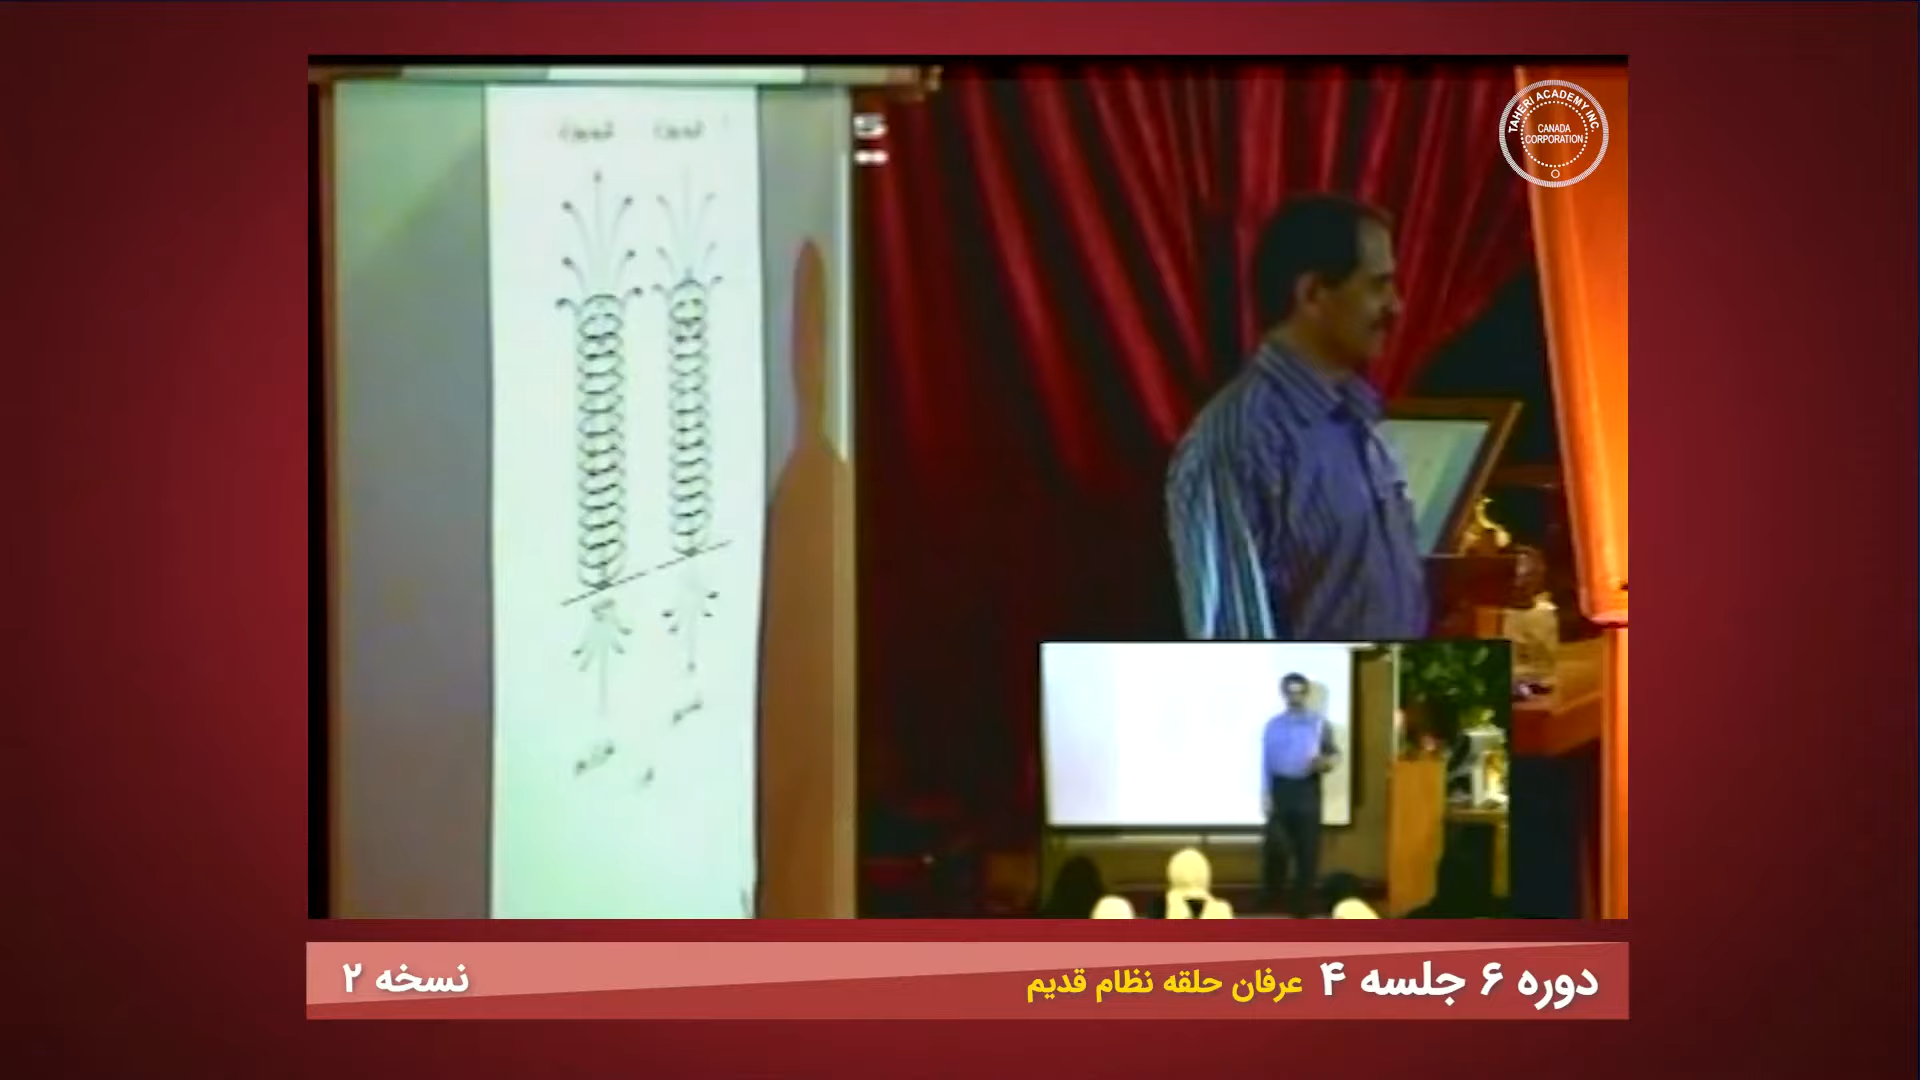 TAHERI ACADEMY INC.
CANADA
CORPORATION
دوره ۶ جلسه ۴ عرفان حلقه نظام قدیم
نسخه ۲